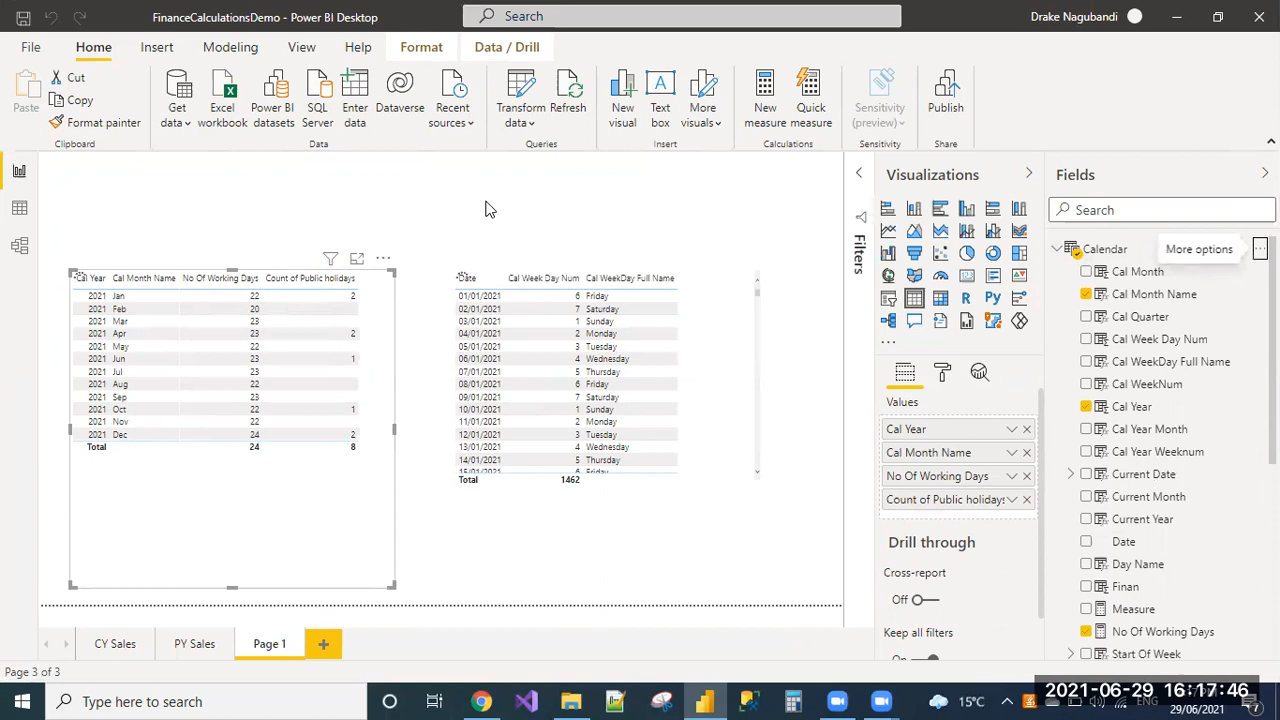 FinanceCalculationsDemo - Power BI Desktop
Search
Drake Nagubandi
File Home Insert Modeling View Help Format Data / Drill
Paste
Cut
Copy
Format painter
Clipboard
Get data
Excel workbook
Power BI datasets
SQL Server
Enter data
Dataverse
Recent sources
Data
Transform data
Refresh
Queries
New visual
Text box
More visuals
Insert
New measure
Quick measure
Calculations
Sensitivity (preview)
Sensitivity
Publish
Share
Cal Year Cal Month Name No Of Working Days Count of Public holidays
2021 Jan 22 2
2021 Feb 20
2021 Mar 23
2021 Apr 23 2
2021 May 22
2021 Jun 23 1
2021 Jul 23
2021 Aug 22
2021 Sep 23
2021 Oct 22 1
2021 Nov 22
2021 Dec 24 2
Total 24 8
Date Cal Week Day Num Cal WeekDay Full Name
01/01/2021 6 Friday
02/01/2021 7 Saturday
03/01/2021 1 Sunday
04/01/2021 2 Monday
05/01/2021 3 Tuesday
06/01/2021 4 Wednesday
07/01/2021 5 Thursday
08/01/2021 6 Friday
09/01/2021 7 Saturday
10/01/2021 1 Sunday
11/01/2021 2 Monday
12/01/2021 3 Tuesday
13/01/2021 4 Wednesday
14/01/2021 5 Thursday
15/01/2021 6 Friday
Total 1462
Filters
Visualizations
R Py
Values
Cal Year
Cal Month Name
No Of Working Days
Count of Public holidays
Drill through
Cross-report
Off
Keep all filters
On
Fields
Search
Calendar
More options
Cal Month
Cal Month Name
Cal Quarter
Cal Week Day Num
Cal WeekDay Full Name
Cal WeekNum
Cal Year
Cal Year Month
Cal Year Weeknum
Current Date
Current Month
Current Year
Date
Day Name
Finan
Measure
No Of Working Days
Start Of Week
CY Sales PY Sales Page 1
Page 3 of 3
Type here to search
15°C
ENG
2021-06-29 16:17:46
29/06/2021